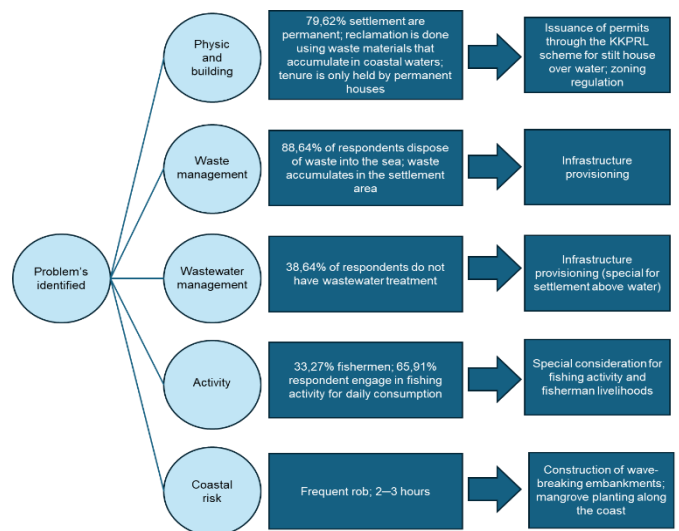 Physic
and
building
79,62% settlement are
permanent; reclamation is done
using waste materials that
accumulate in coastal waters;
tenure is only held by permanent
houses
Issuance of permits
through the KKPRL
scheme for stilt house
over water; zoning
regulation
Waste
management
88,64% of respondents dispose
of waste into the sea; waste
accumulates in the settlement
area
Infrastructure
provisioning
Problem's
identified
Wastewater
management
38,64% of respondents do not
have wastewater treatment
Infrastructure
provisioning (special for
settlement above water)
Activity
33,27% fishermen; 65,91%
respondent engage in fishing
activity for daily consumption
Special consideration for
fishing activity and
fisherman livelihoods
Coastal
risk
Frequent rob; 2—3 hours
Construction of wave-
breaking embankments;
mangrove planting along
the coast